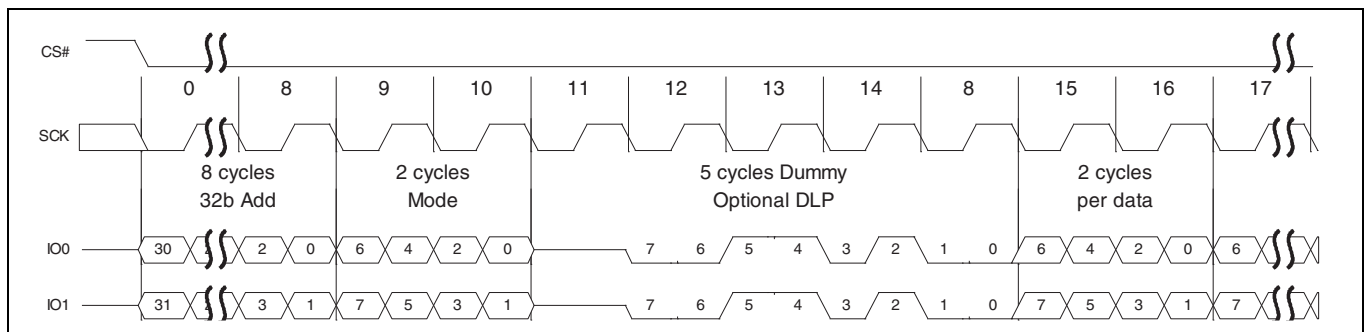 CS#
0 8 9 10 11 12 13 14 8 15 16 17
SCK
8 cycles 2 cycles 5 cycles Dummy 2 cycles
32b Add Mode Optional DLP per data
IO0 30 2 0 6 4 2 0 7 6 5 4 3 2 1 0 6 4 2 0 6
IO1 31 3 1 7 5 3 1 7 6 5 4 3 2 1 0 7 5 3 1 7